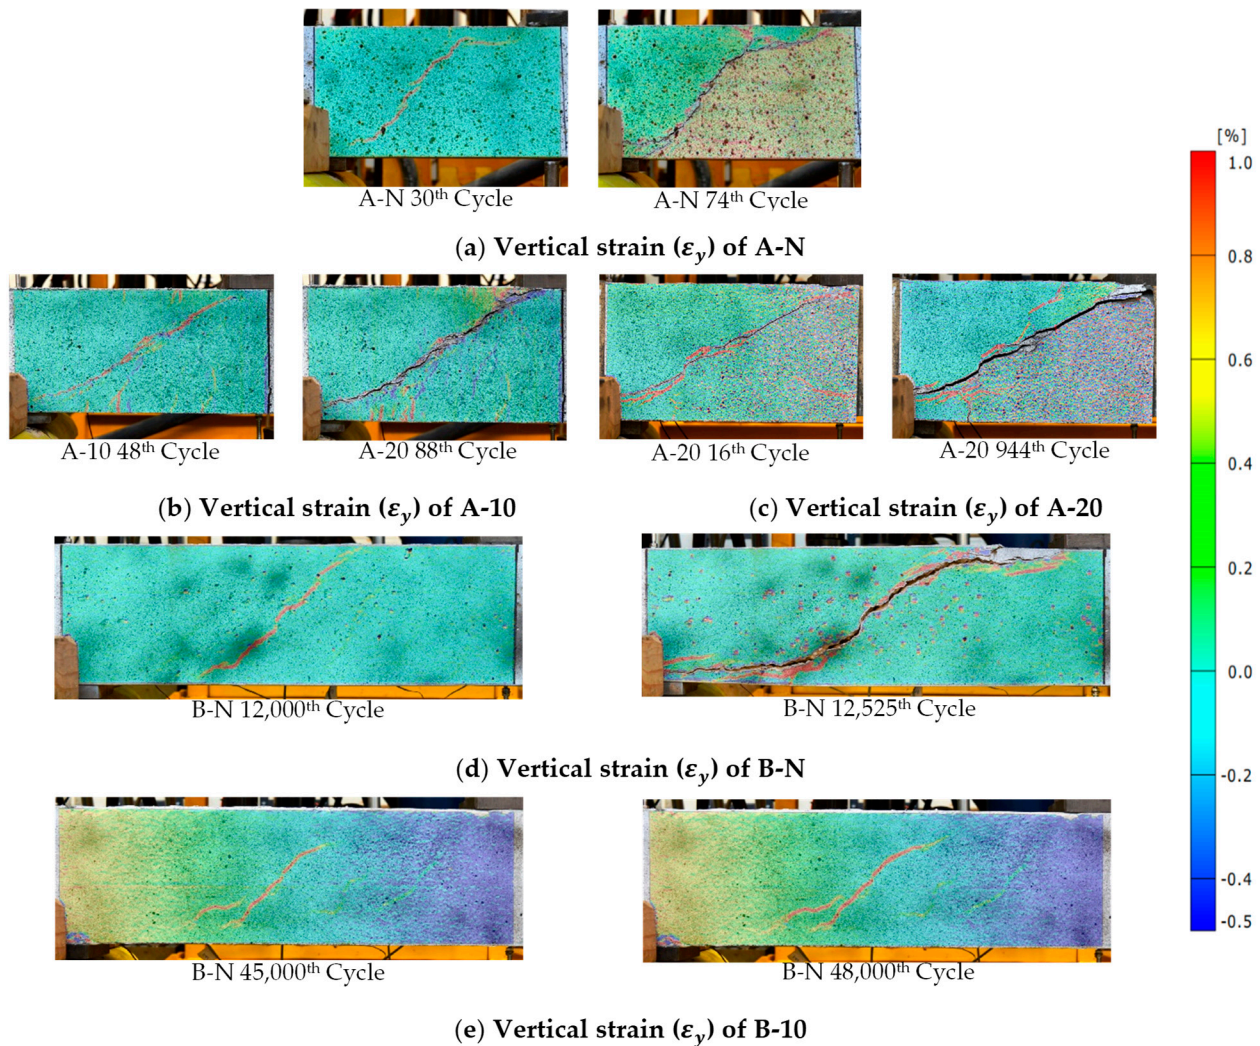 A-N 30th Cycle
A-N 74th Cycle
(a) Vertical strain (εy) of A-N
A-10 48th Cycle
A-20 88th Cycle
A-20 16th Cycle
A-20 944th Cycle
(b) Vertical strain (εy) of A-10
(c) Vertical strain (εy) of A-20
B-N 12,000th Cycle
B-N 12,525th Cycle
(d) Vertical strain (εy) of B-N
B-N 45,000th Cycle
B-N 48,000th Cycle
(e) Vertical strain (εy) of B-10
[%]
1.0
0.8
0.6
0.4
0.2
0.0
-0.2
-0.4
-0.5